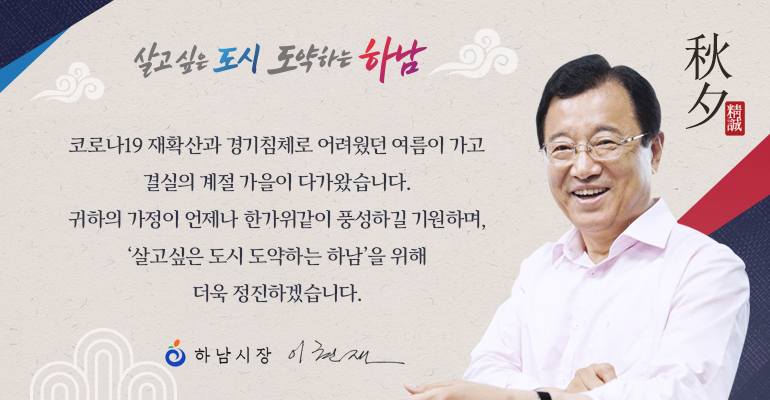 살고싶은 도시 도약하는 하남
秋夕
精誠
코로나19 재확산과 경기침체로 어려웠던 여름이 가고
결실의 계절 가을이 다가왔습니다.
귀하의 가정이 언제나 한가위같이 풍성하길 기원하며,
‘살고싶은 도시 도약하는 하남’을 위해
더욱 정진하겠습니다.
하남시장 이현재